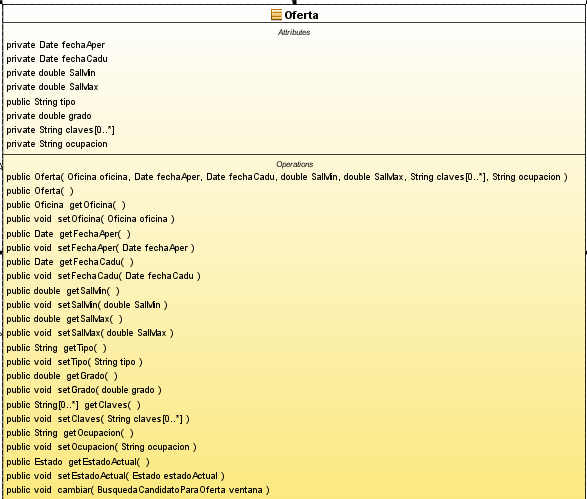 Oferta
Attributes
private Date fechaAper
private Date fechaCadu
private double SalMin
private double SalMax
public String tipo
private double grado
private String claves[0..*]
private String ocupacion
Operations
public Oferta( Oficina oficina, Date fechaAper, Date fechaCadu, double SalMin, double SalMax, String claves[0..*], String ocupacion )
public Oferta( )
public Oficina getOficina( )
public void setOficina( Oficina oficina )
public Date getFechaAper( )
public void setFechaAper( Date fechaAper )
public Date getFechaCadu( )
public void setFechaCadu( Date fechaCadu )
public double getSalMin( )
public void setSalMin( double SalMin )
public double getSalMax( )
public void setSalMax( double SalMax )
public String getTipo( )
public void setTipo( String tipo )
public double getGrado( )
public void setGrado( double grado )
public String[0..*] getClaves( )
public void setClaves( String claves[0..*] )
public String getOcupacion( )
public void setOcupacion( String ocupacion )
public Estado getEstadoActual( )
public void setEstadoActual( Estado estadoActual )
public void cambiar( BusquedaCandidatoParaOferta ventana )